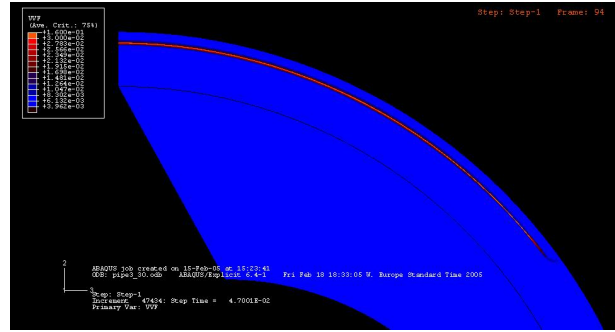 Step: Step-1 Frame: 94
VVF
(Ave. Crit.: 75%)
+1.600e-01
+3.000e-02
+2.783e-02
+2.566e-02
+2.349e-02
+2.132e-02
+1.915e-02
+1.698e-02
+1.481e-02
+1.264e-02
+1.047e-02
+8.302e-03
+6.132e-03
+3.962e-03
2
3
ABAQUS job created on 15-Feb-05 at 15:23:41
ODB: pipe3_30.odb ABAQUS/Explicit 6.4-1 Fri Feb 18 18:33:05 W. Europe Standard Time 2005
Step: Step-1
Increment 47434: Step Time = 4.7001E-02
Primary Var: VVF